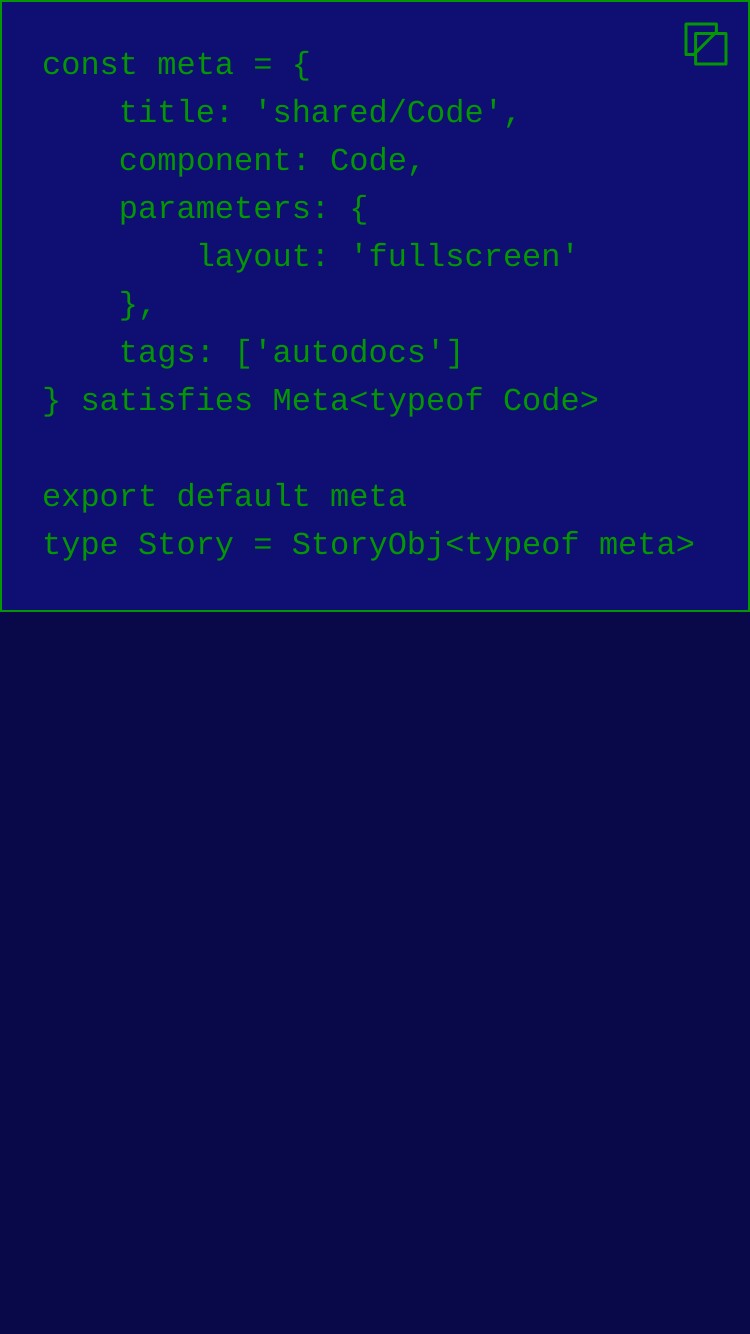 const meta = {
    title: 'shared/Code',
    component: Code,
    parameters: {
        layout: 'fullscreen'
    },
    tags: ['autodocs']
} satisfies Meta<typeof Code>

export default meta
type Story = StoryObj<typeof meta>